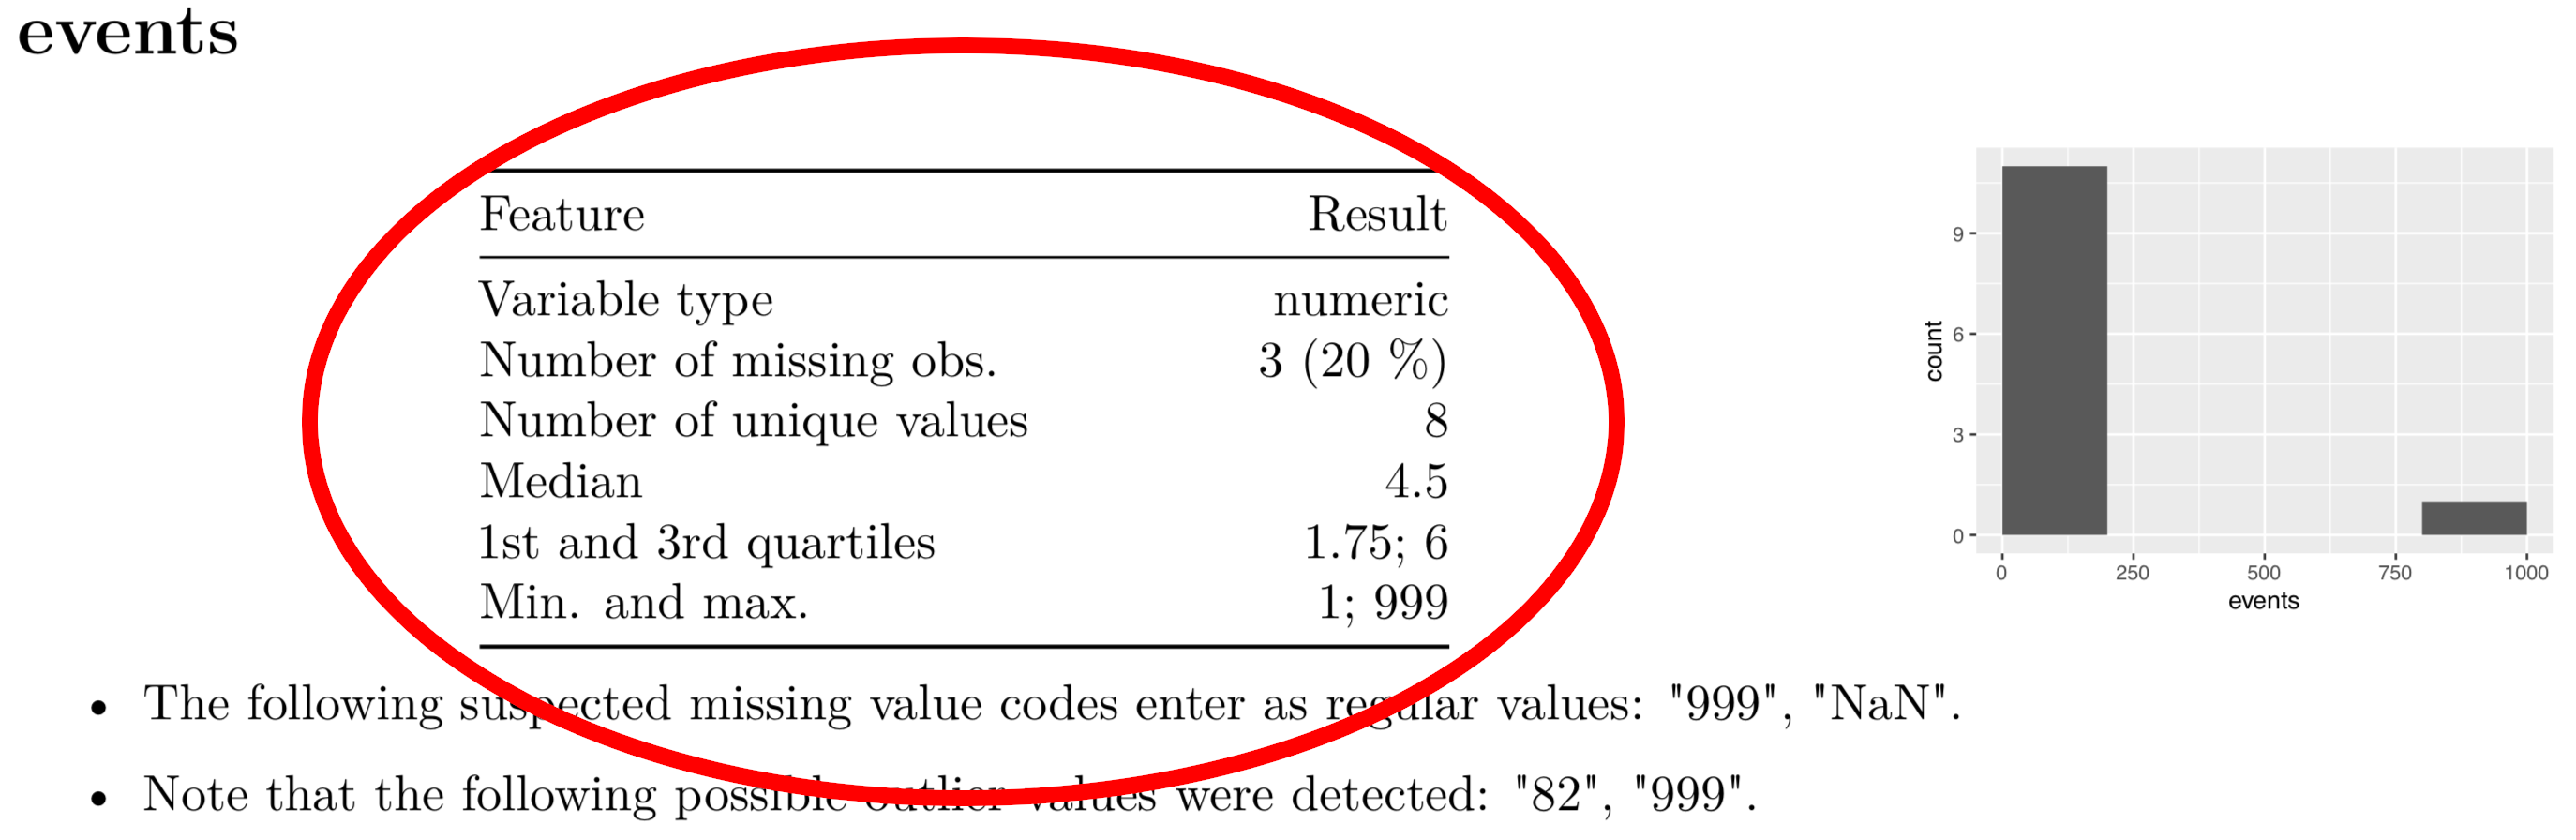 events
Feature Result
Variable type numeric
Number of missing obs. 3 (20 %)
Number of unique values 8
Median 4.5
1st and 3rd quartiles 1.75; 6
Min. and max. 1; 999
count
9
6
3
0
0 250 500 750 1000
events
• The following suspected missing value codes enter as regular values: "999", "NaN".
• Note that the following possible outlier values were detected: "82", "999".